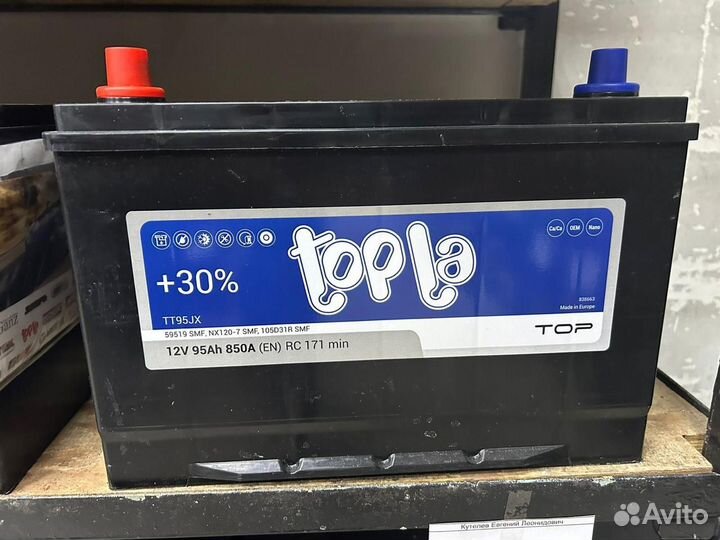 Ca/Ca OEM Nano
topla
+30%
TT95JX
838663
Made in Europe
59519 SMF, NX120-7 SMF, 105D31R SMF
TOP
12V 95Ah 850A (EN) RC 171 min
topla
Кутелев Евгений Леонидович
Avito